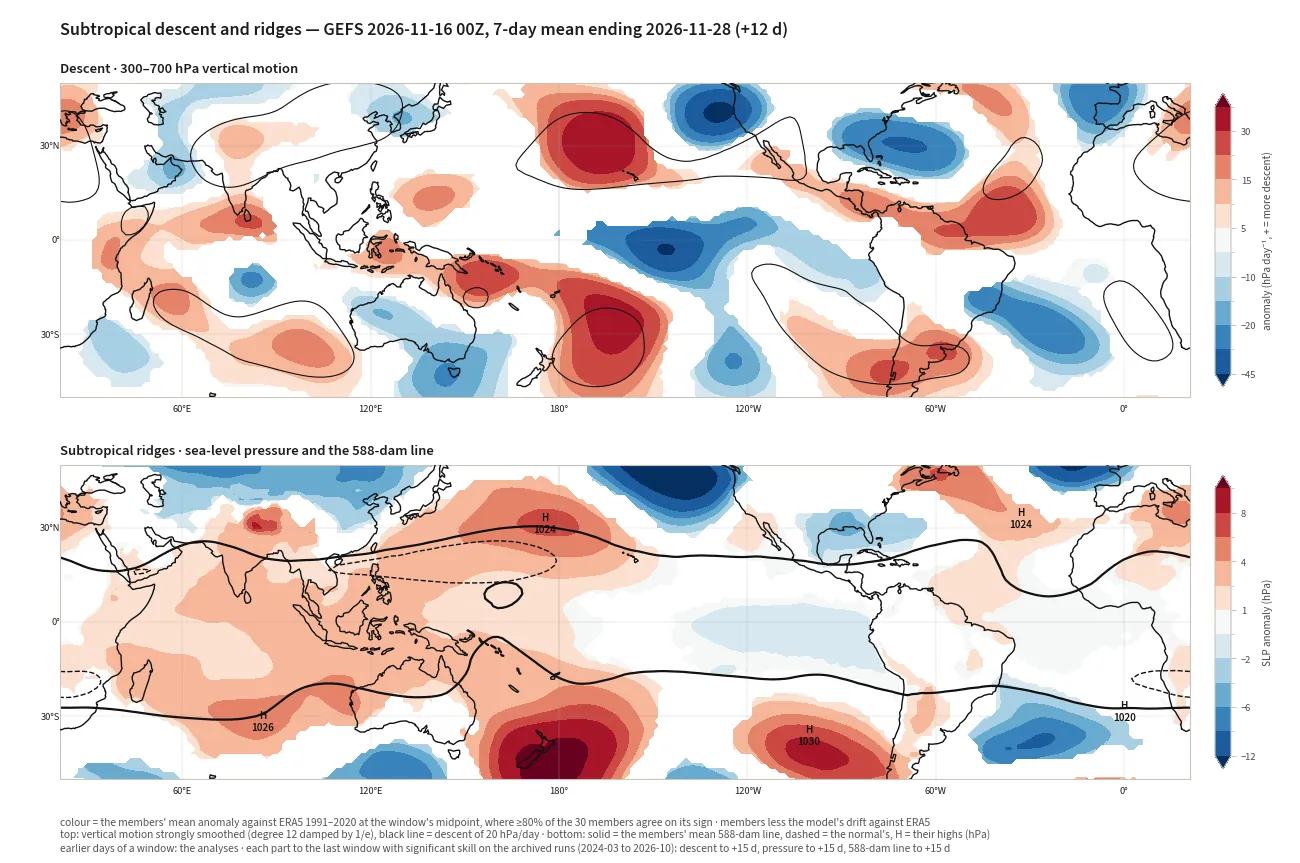 Subtropical descent and ridges — GEFS 2026-11-16 00Z, 7-day mean ending 2026-11-28 (+12 d)
Descent · 300–700 hPa vertical motion
30°N
0°
30°S
60°E
120°E
180°
120°W
60°W
0°
30
15
5
−10
−20
−45
anomaly (hPa day⁻¹, + = more descent)
Subtropical ridges · sea-level pressure and the 588-dam line
30°N
0°
30°S
H
1024
H
1024
H
1026
H
1030
H
1020
60°E
120°E
180°
120°W
60°W
0°
8
4
1
−2
−6
−12
SLP anomaly (hPa)
colour = the members' mean anomaly against ERA5 1991–2020 at the window's midpoint, where ≥80% of the 30 members agree on its sign · members less the model's drift against ERA5
top: vertical motion strongly smoothed (degree 12 damped by 1/e), black line = descent of 20 hPa/day · bottom: solid = the members' mean 588-dam line, dashed = the normal's, H = their highs (hPa)
earlier days of a window: the analyses · each part to the last window with significant skill on the archived runs (2024-03 to 2026-10): descent to +15 d, pressure to +15 d, 588-dam line to +15 d